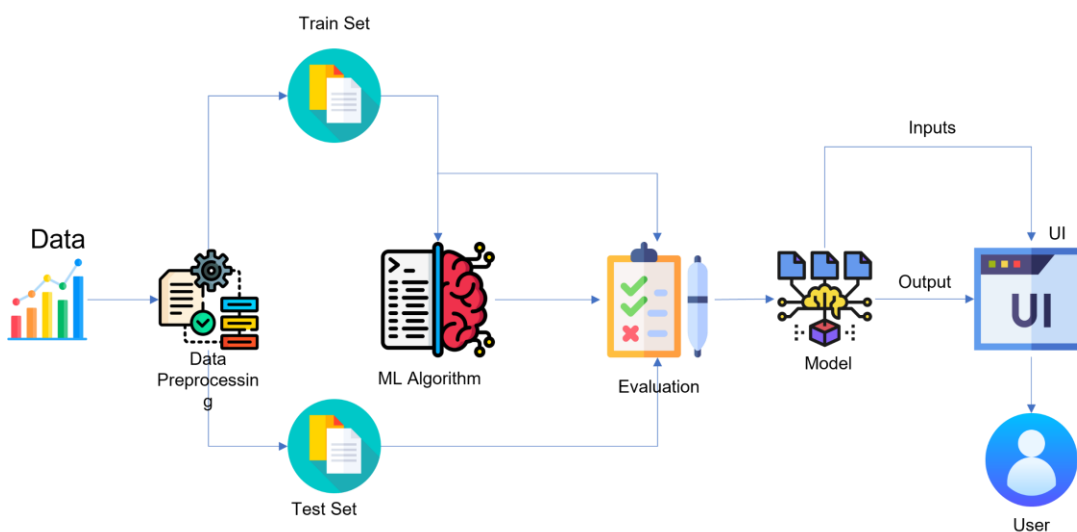 Train Set
Inputs
Data
UI
Output
UI
Data
Preprocessin
g
ML Algorithm
Evaluation
Model
Test Set
User